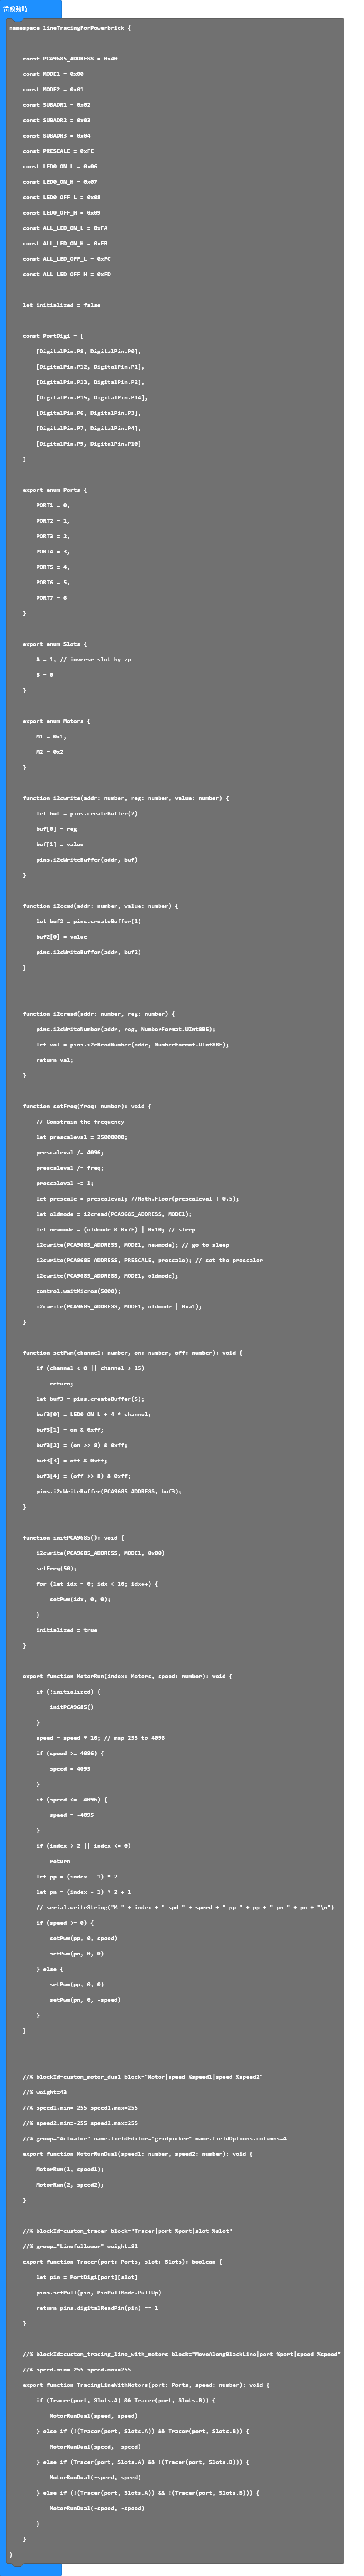 當啟動時
namespace lineTracingForPowerbrick {
const PCA9685_ADDRESS = 0x40
const MODE1 = 0x00
const MODE2 = 0x01
const SUBADR1 = 0x02
const SUBADR2 = 0x03
const SUBADR3 = 0x04
const PRESCALE = 0xFE
const LED0_ON_L = 0x06
const LED0_ON_H = 0x07
const LED0_OFF_L = 0x08
const LED0_OFF_H = 0x09
const ALL_LED_ON_L = 0xFA
const ALL_LED_ON_H = 0xFB
const ALL_LED_OFF_L = 0xFC
const ALL_LED_OFF_H = 0xFD
let initialized = false
const PortDigi = [
[DigitalPin.P8, DigitalPin.P0],
[DigitalPin.P12, DigitalPin.P1],
[DigitalPin.P13, DigitalPin.P2],
[DigitalPin.P15, DigitalPin.P14],
[DigitalPin.P6, DigitalPin.P3],
[DigitalPin.P7, DigitalPin.P4],
[DigitalPin.P9, DigitalPin.P10]
]
export enum Ports {
PORT1 = 0,
PORT2 = 1,
PORT3 = 2,
PORT4 = 3,
PORT5 = 4,
PORT6 = 5,
PORT7 = 6
}
export enum Slots {
A = 1, // inverse slot by zp
B = 0
}
export enum Motors {
M1 = 0x1,
M2 = 0x2
}
function i2cwrite(addr: number, reg: number, value: number) {
let buf = pins.createBuffer(2)
buf[0] = reg
buf[1] = value
pins.i2cWriteBuffer(addr, buf)
}
function i2ccmd(addr: number, value: number) {
let buf2 = pins.createBuffer(1)
buf2[0] = value
pins.i2cWriteBuffer(addr, buf2)
}
function i2cread(addr: number, reg: number) {
pins.i2cWriteNumber(addr, reg, NumberFormat.UInt8BE);
let val = pins.i2cReadNumber(addr, NumberFormat.UInt8BE);
return val;
}
function setFreq(freq: number): void {
// Constrain the frequency
let prescaleval = 25000000;
prescaleval /= 4096;
prescaleval /= freq;
prescaleval -= 1;
let prescale = prescaleval; //Math.Floor(prescaleval + 0.5);
let oldmode = i2cread(PCA9685_ADDRESS, MODE1);
let newmode = (oldmode & 0x7F) | 0x10; // sleep
i2cwrite(PCA9685_ADDRESS, MODE1, newmode); // go to sleep
i2cwrite(PCA9685_ADDRESS, PRESCALE, prescale); // set the prescaler
i2cwrite(PCA9685_ADDRESS, MODE1, oldmode);
control.waitMicros(5000);
i2cwrite(PCA9685_ADDRESS, MODE1, oldmode | 0xa1);
}
function setPwm(channel: number, on: number, off: number): void {
if (channel < 0 || channel > 15)
return;
let buf3 = pins.createBuffer(5);
buf3[0] = LED0_ON_L + 4 * channel;
buf3[1] = on & 0xff;
buf3[2] = (on >> 8) & 0xff;
buf3[3] = off & 0xff;
buf3[4] = (off >> 8) & 0xff;
pins.i2cWriteBuffer(PCA9685_ADDRESS, buf3);
}
function initPCA9685(): void {
i2cwrite(PCA9685_ADDRESS, MODE1, 0x00)
setFreq(50);
for (let idx = 0; idx < 16; idx++) {
setPwm(idx, 0, 0);
}
initialized = true
}
export function MotorRun(index: Motors, speed: number): void {
if (!initialized) {
initPCA9685()
}
speed = speed * 16; // map 255 to 4096
if (speed >= 4096) {
speed = 4095
}
if (speed <= -4096) {
speed = -4095
}
if (index > 2 || index <= 0)
return
let pp = (index - 1) * 2
let pn = (index - 1) * 2 + 1
// serial.writeString("M " + index + " spd " + speed + " pp " + pp + " pn " + pn + "\n")
if (speed >= 0) {
setPwm(pp, 0, speed)
setPwm(pn, 0, 0)
} else {
setPwm(pp, 0, 0)
setPwm(pn, 0, -speed)
}
}
//% blockId=custom_motor_dual block="Motor|speed %speed1|speed %speed2"
//% weight=43
//% speed1.min=-255 speed1.max=255
//% speed2.min=-255 speed2.max=255
//% group="Actuator" name.fieldEditor="gridpicker" name.fieldOptions.columns=4
export function MotorRunDual(speed1: number, speed2: number): void {
MotorRun(1, speed1);
MotorRun(2, speed2);
}
//% blockId=custom_tracer block="Tracer|port %port|slot %slot"
//% group="Linefollower" weight=81
export function Tracer(port: Ports, slot: Slots): boolean {
let pin = PortDigi[port][slot]
pins.setPull(pin, PinPullMode.PullUp)
return pins.digitalReadPin(pin) == 1
}
//% blockId=custom_tracing_line_with_motors block="MoveAlongBlackLine|port %port|speed %speed"
//% speed.min=-255 speed.max=255
export function TracingLineWithMotors(port: Ports, speed: number): void {
if (Tracer(port, Slots.A) && Tracer(port, Slots.B)) {
MotorRunDual(speed, speed)
} else if (!(Tracer(port, Slots.A)) && Tracer(port, Slots.B)) {
MotorRunDual(speed, -speed)
} else if (Tracer(port, Slots.A) && !(Tracer(port, Slots.B))) {
MotorRunDual(-speed, speed)
} else if (!(Tracer(port, Slots.A)) && !(Tracer(port, Slots.B))) {
MotorRunDual(-speed, -speed)
}
}
}